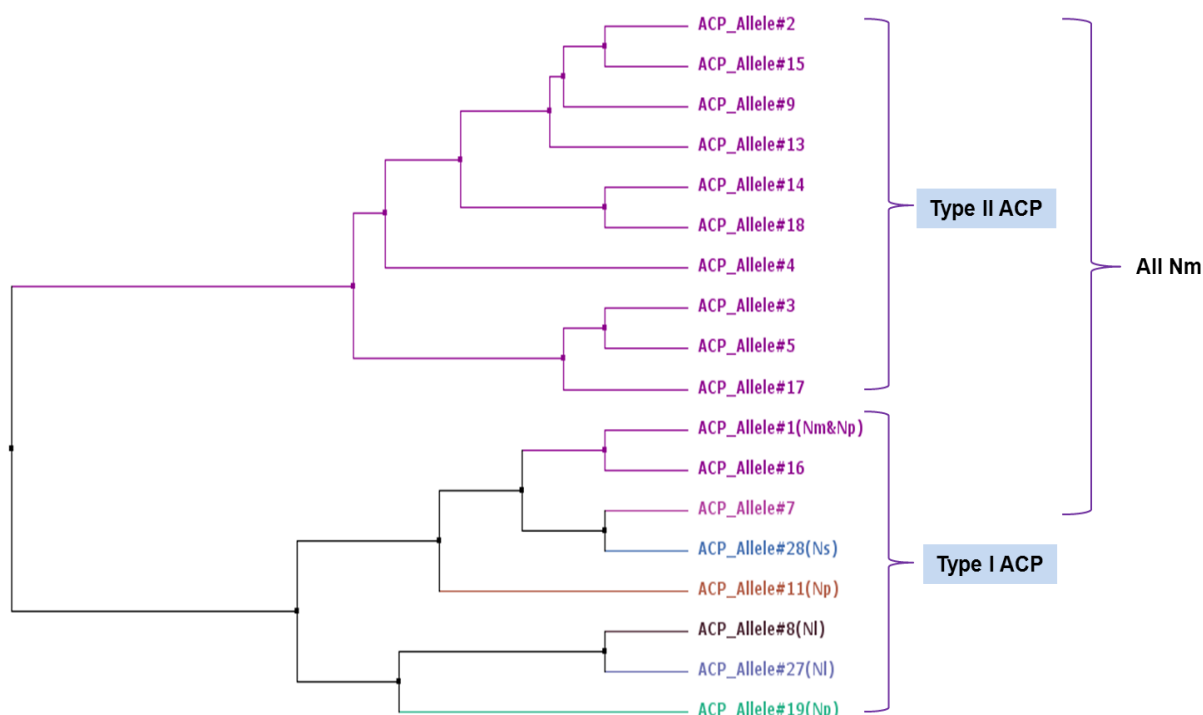 ACP_Allele#2
ACP_Allele#15
ACP_Allele#9
ACP_Allele#13
ACP_Allele#14
ACP_Allele#18
ACP_Allele#4
ACP_Allele#3
ACP_Allele#5
ACP_Allele#17
ACP_Allele#1(Nm&Np)
ACP_Allele#16
ACP_Allele#7
ACP_Allele#28(Ns)
ACP_Allele#11(Np)
ACP_Allele#8(Nl)
ACP_Allele#27(Nl)
ACP_Allele#19(Np)
Type II ACP
Type I ACP
All Nm